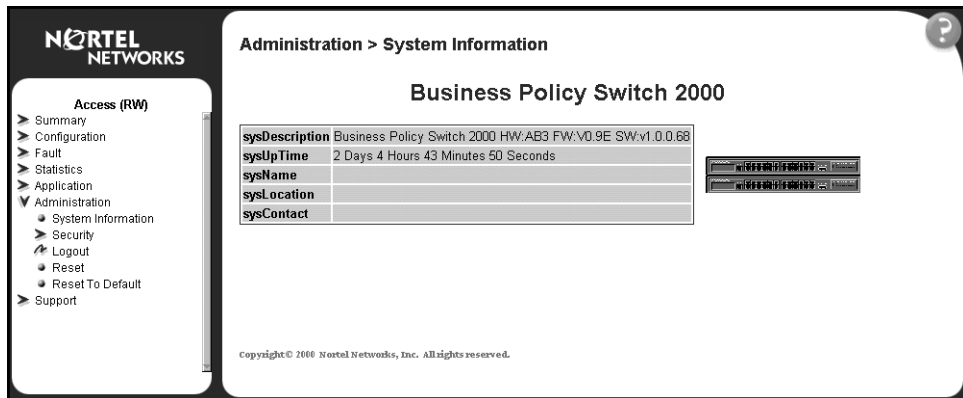 NORTEL
NETWORKS
Access (RW)
Summary
Configuration
Fault
Statistics
Application
Administration
System Information
Security
Logout
Reset
Reset To Default
Support
Administration > System Information
?
Business Policy Switch 2000
sysDescription Business Policy Switch 2000 HW:AB3 FW:V0.9E SW:v1.0.0.68
sysUpTime 2 Days 4 Hours 43 Minutes 50 Seconds
sysName
sysLocation
sysContact
Copyright© 2000 Nortel Networks, Inc. All rights reserved.